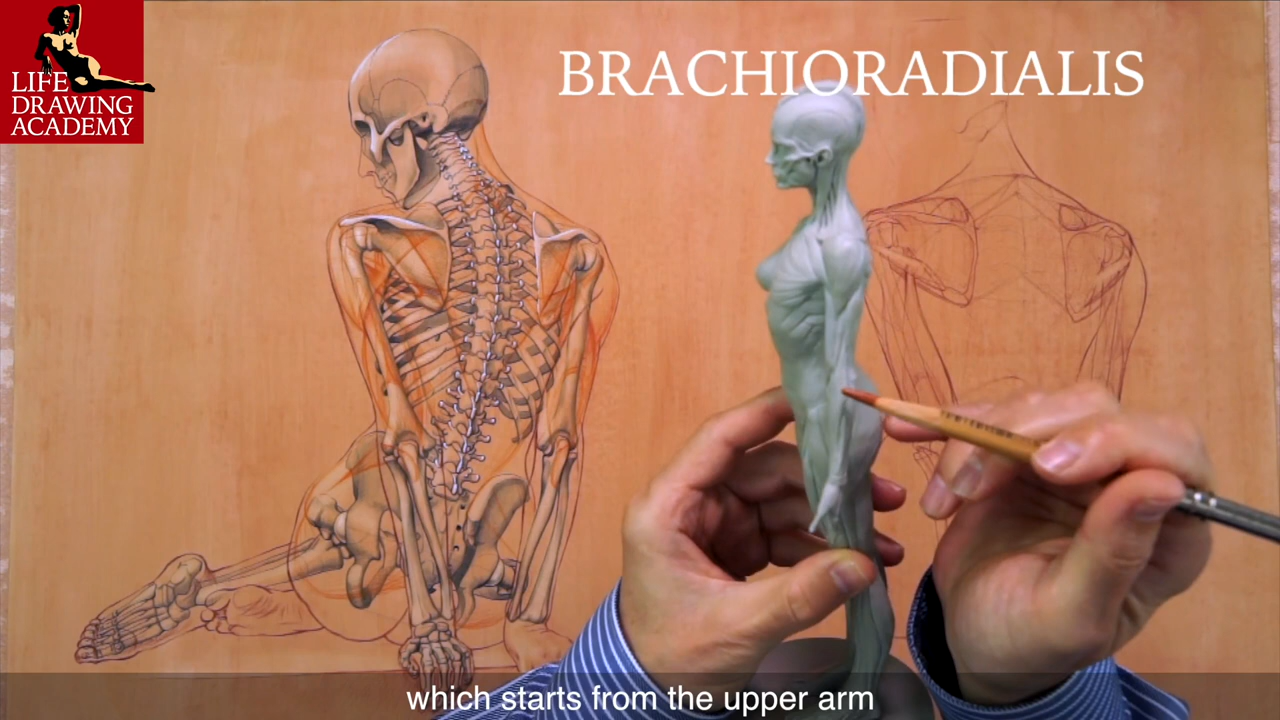 LIFE
DRAWING
ACADEMY
BRACHIORADIALIS
which starts from the upper arm